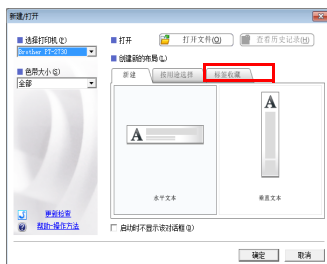 新建/打开
选择打印机(P)
Brother PT-2730
色带大小(S)
全部
更新检查
帮助-操作方法
打开
打开文件(O)
查看历史记录(H)
创建新的布局(L)
新建
按用途选择
标签收藏
A
水平文本
A
垂直文本
启动时不显示该对话框(D)
确定
取消